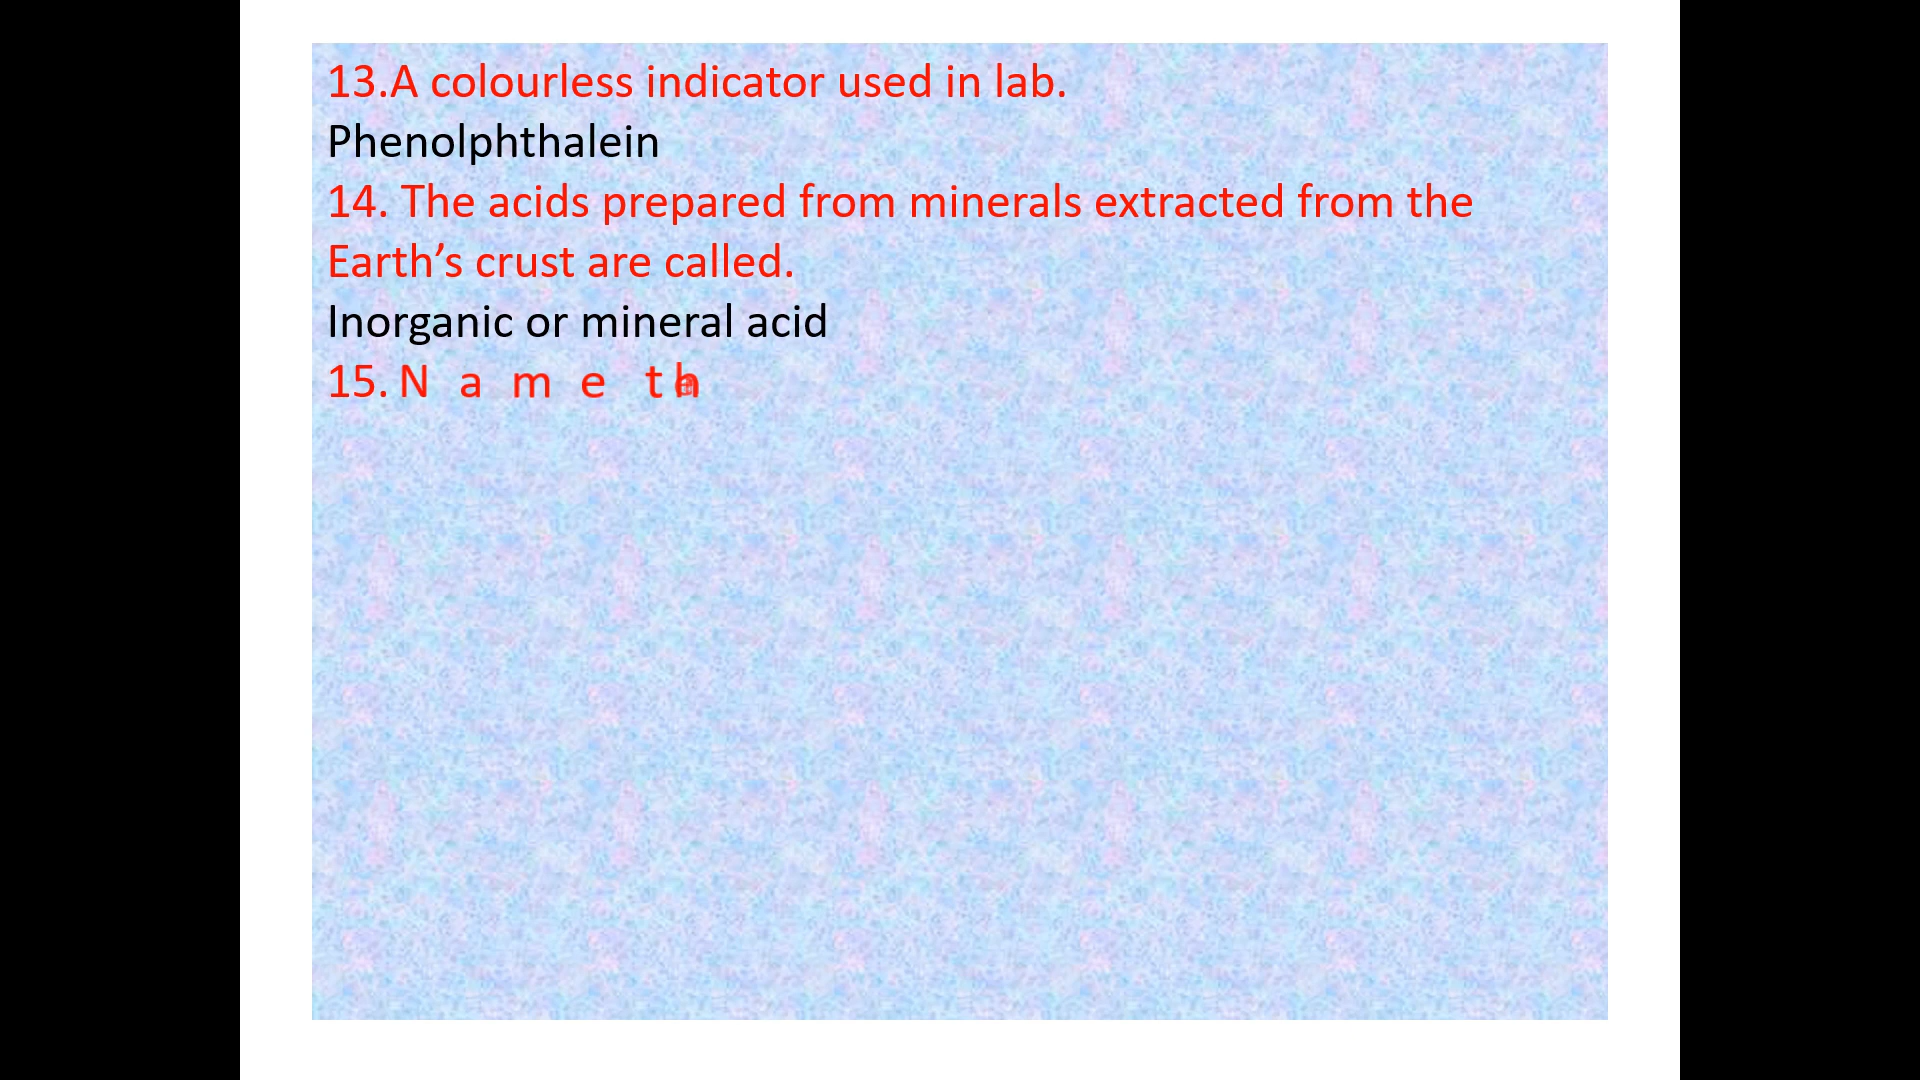 13.A colourless indicator used in lab.
Phenolphthalein
14. The acids prepared from minerals extracted from the
Earth’s crust are called.
Inorganic or mineral acid
15. Name